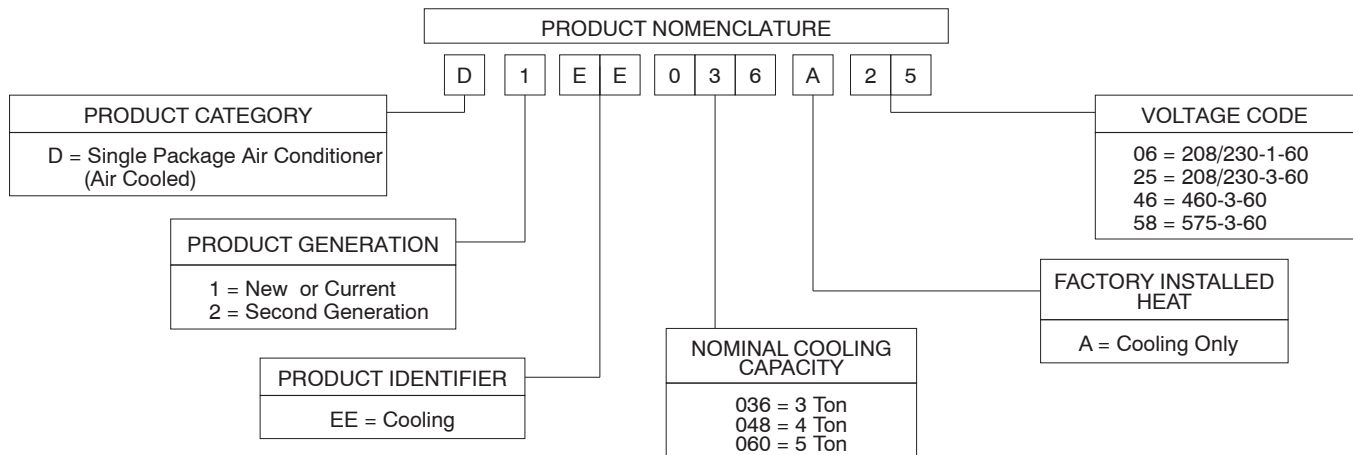 PRODUCT NOMENCLATURE
D 1 E E 0 3 6 A 2 5
PRODUCT CATEGORY
D = Single Package Air Conditioner
(Air Cooled)
PRODUCT GENERATION
1 = New or Current
2 = Second Generation
PRODUCT IDENTIFIER
EE = Cooling
NOMINAL COOLING
CAPACITY
036 = 3 Ton
048 = 4 Ton
060 = 5 Ton
FACTORY INSTALLED
HEAT
A = Cooling Only
VOLTAGE CODE
06 = 208/230-1-60
25 = 208/230-3-60
46 = 460-3-60
58 = 575-3-60